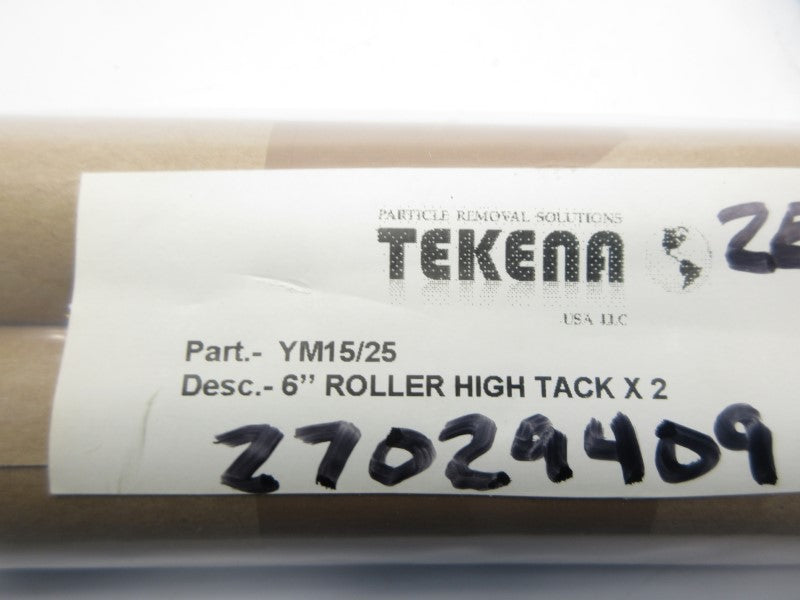 PARTICLE REMOVAL SOLUTIONS
TEKENA
USA LLC
Part.- YM15/25
Desc.- 6” ROLLER HIGH TACK X 2
27029409